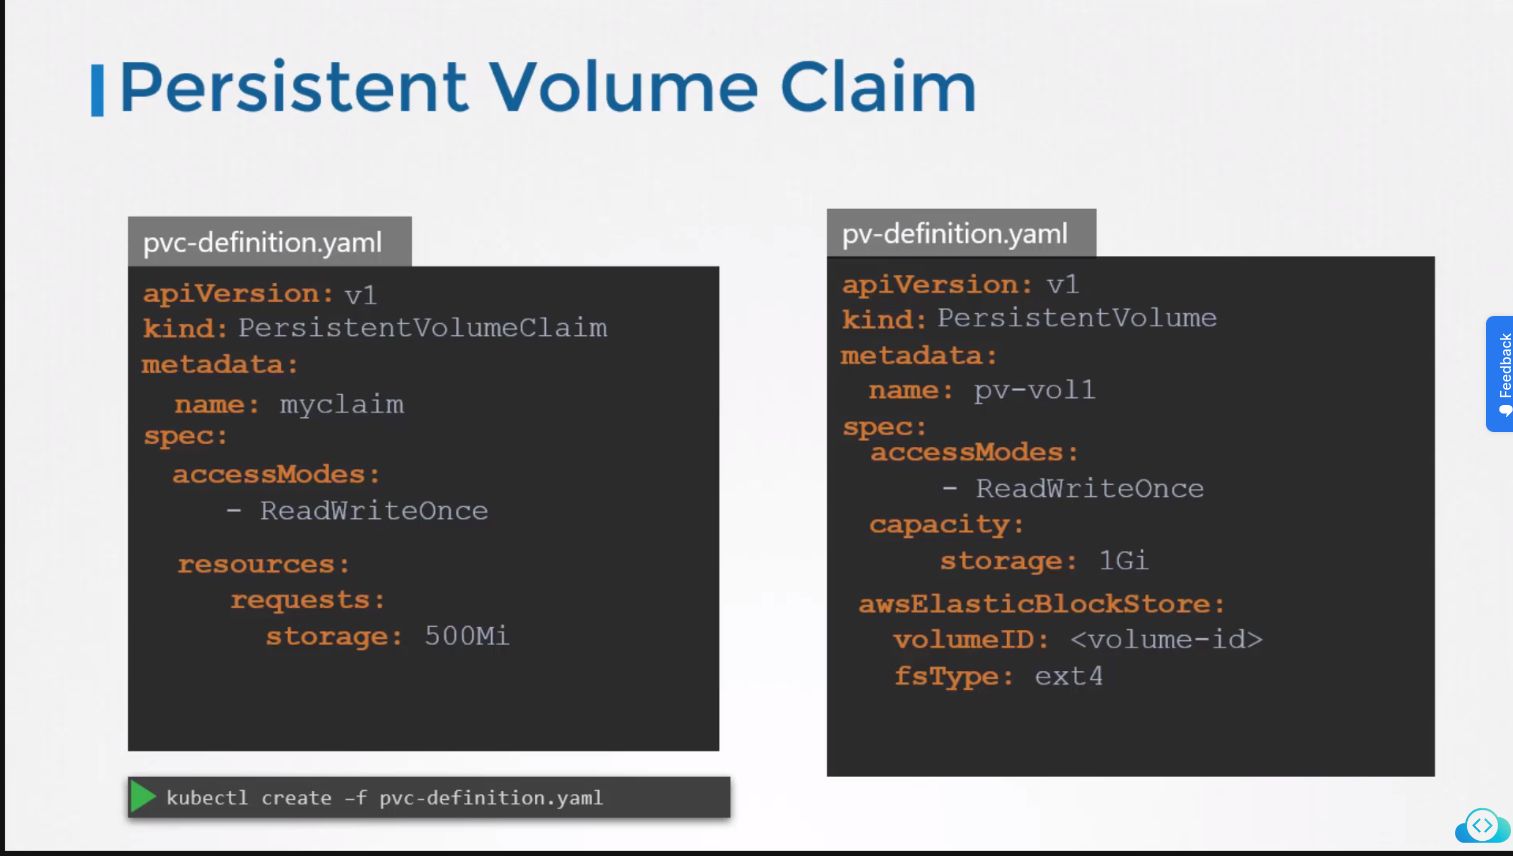 Persistent Volume Claim
pvc-definition.yaml
apiVersion: v1
kind: PersistentVolumeClaim
metadata:
name: myclaim
spec:
accessModes:
- ReadWriteOnce
resources:
requests:
storage: 500Mi
kubectl create -f pvc-definition.yaml
pv-definition.yaml
apiVersion: v1
kind: PersistentVolume
metadata:
name: pv-vol1
spec:
accessModes:
- ReadWriteOnce
capacity:
storage: 1Gi
awsElasticBlockStore:
volumeID: <volume-id>
fsType: ext4
Feedback